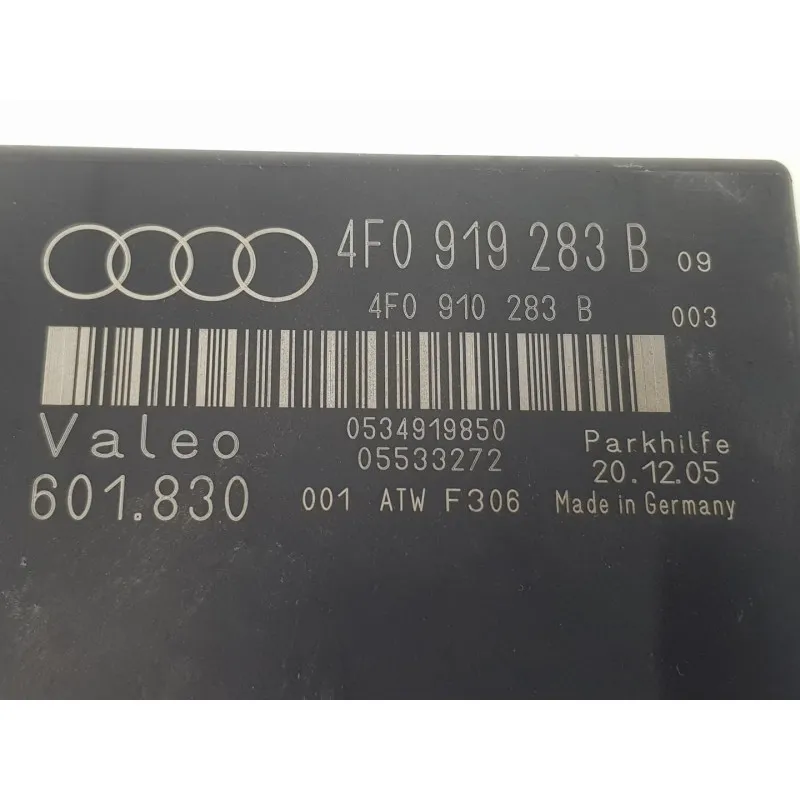 4F0 919 283 B 09
4F0 910 283 B 003
Valeo 0534919850 Parkhilfe
05533272 20.12.05
601.830 001 ATW F306 Made in Germany